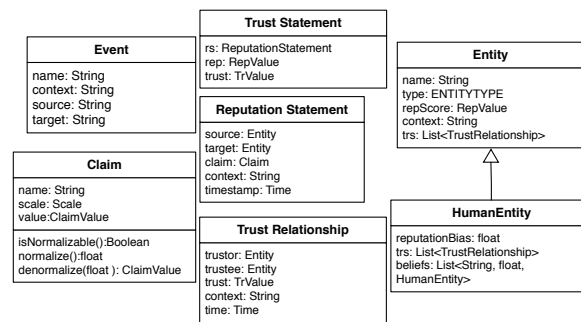 Event
name: String
context: String
source: String
target: String
Trust Statement
rs: ReputationStatement
rep: RepValue
trust: TrValue
Entity
name: String
type: ENTITYTYPE
repScore: RepValue
context: String
trs: List<TrustRelationship>
Reputation Statement
source: Entity
target: Entity
claim: Claim
context: String
timestamp: Time
Claim
name: String
scale: Scale
value:ClaimValue
isNormalizable():Boolean
normalize():float
denormalize(float ): ClaimValue
Trust Relationship
trustor: Entity
trustee: Entity
trust: TrValue
context: String
time: Time
HumanEntity
reputationBias: float
trs: List<TrustRelationship>
beliefs: List<String, float,
HumanEntity>